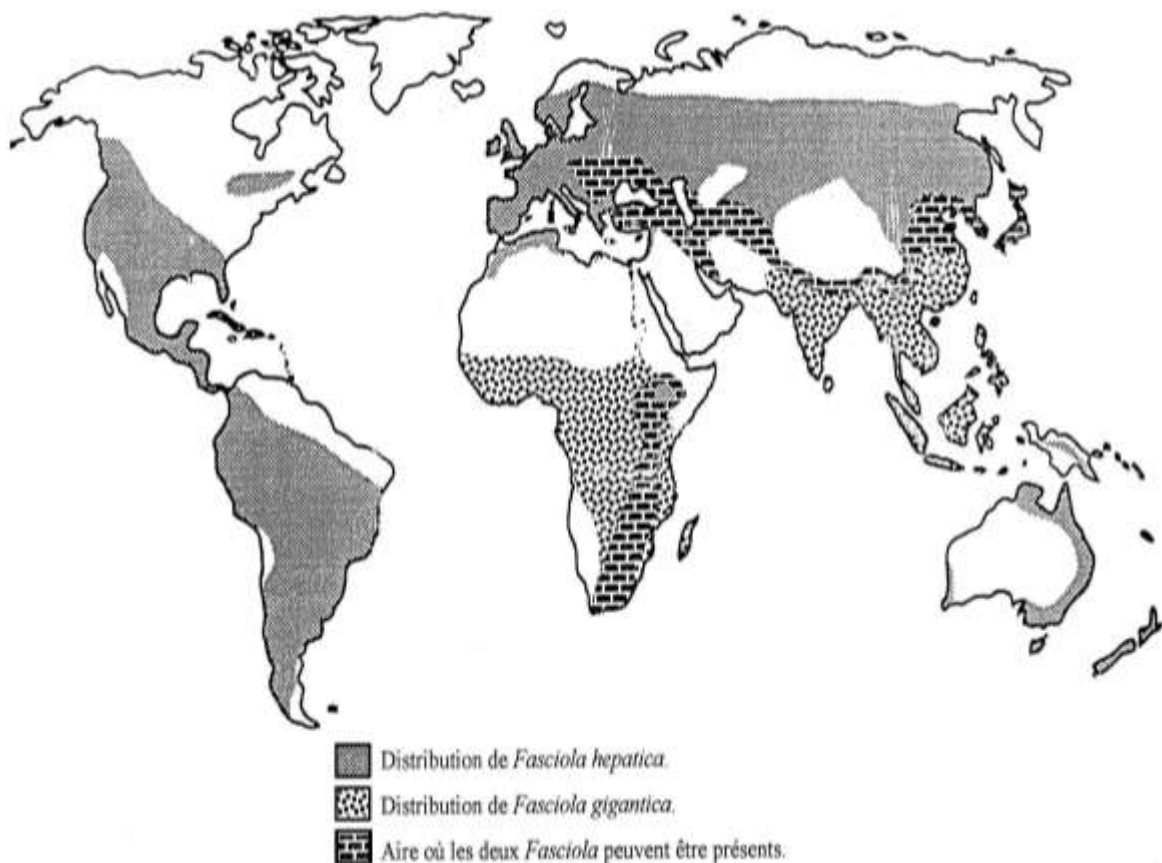 Distribution de Fasciola hepatica.
Distribution de Fasciola gigantica.
Aire où les deux Fasciola peuvent être présents.